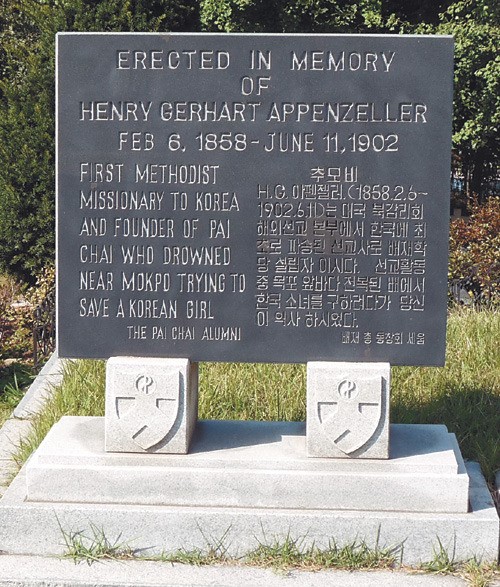 ERECTED IN MEMORY
OF
HENRY GERHART APPENZELLER
FEB 6, 1858 - JUNE 11, 1902
FIRST METHODIST
MISSIONARY TO KOREA
AND FOUNDER OF PAI
CHAI WHO DROWNED
NEAR MOKPO TRYING TO
SAVE A KOREAN GIRL
THE PAI CHAI ALUMNI
추모비
H.G. 아펜젤러.(1858.2.6-
1902.6.11)는 미국 북감리회
해외선교 본부에서 한국에 최
초로 파송된 선교사로 배재학
당 설립자 이시다. 선교활동
중 목포 앞바다 전복된 배에서
한국 소녀를 구하려다가 당신
이 익사 하시었다.
배재 총 동창회 세움